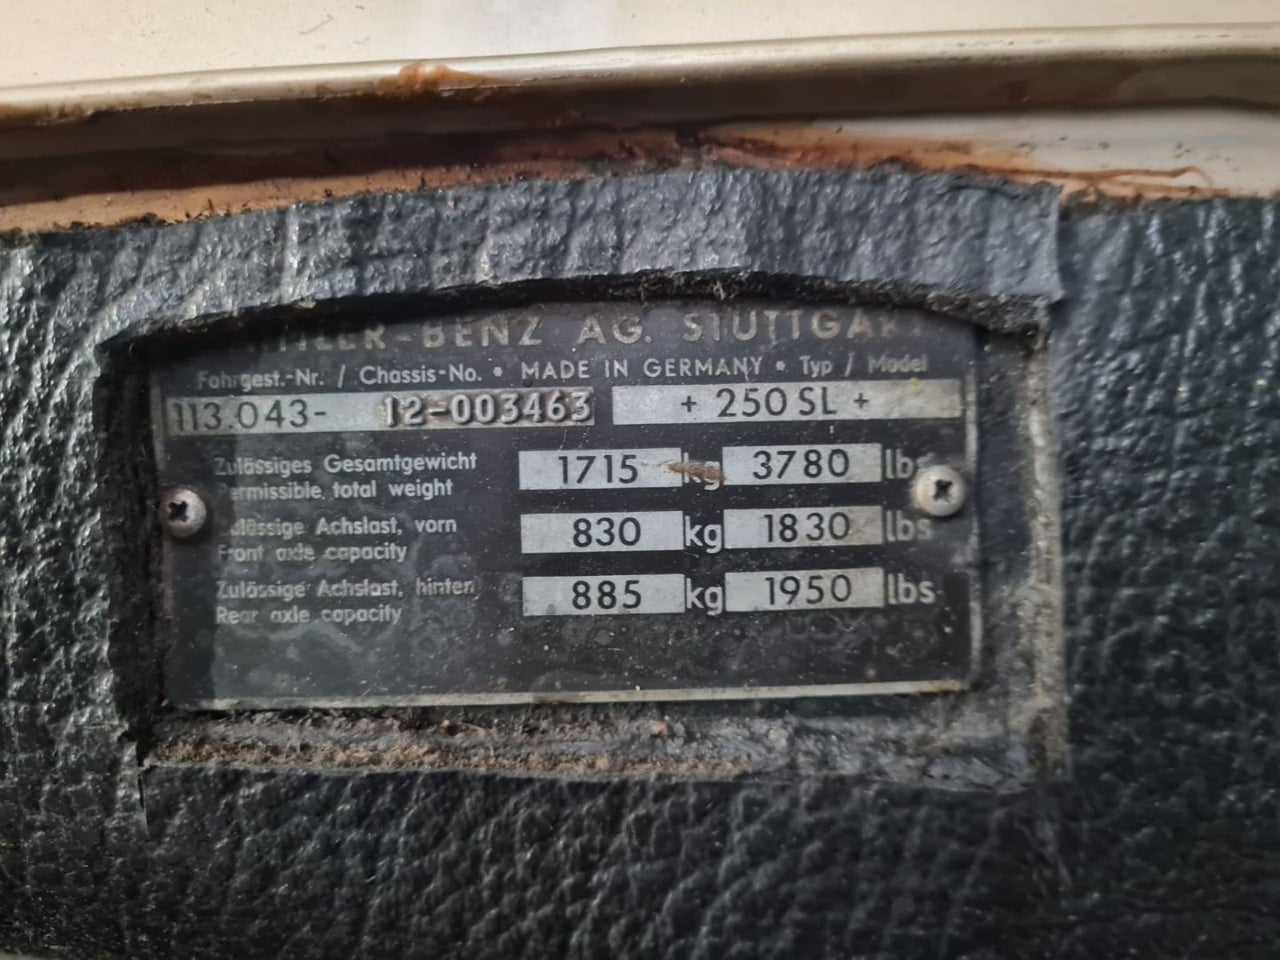 MLER-BENZ AG. STUTTGART
Fahrgest.-Nr. / Chassis-No. • MADE IN GERMANY • Typ / Model
113.043- 12-003463 + 250 SL +
Zulässiges Gesamtgewicht
Permissible total weight 1715 kg 3780 lbs
Zulässige Achslast, vorn
Front axle capacity 830 kg 1830 lbs
Zulässige Achslast, hinten
Rear axle capacity 885 kg 1950 lbs